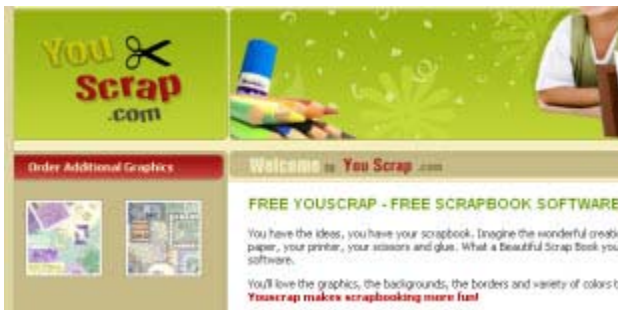 You
Scrap
.com
Order Additional Graphics
Welcome to You Scrap .com
FREE YOUSCRAP - FREE SCRAPBOOK SOFTWARE
You have the ideas, you have your scrapbook. Imagine the wonderful creati
paper, your printer, your scissors and glue. What a Beautiful Scrap Book you
software.
You'll love the graphics, the backgrounds, the borders and variety of colors t
Youscrap makes scrapbooking more fun!